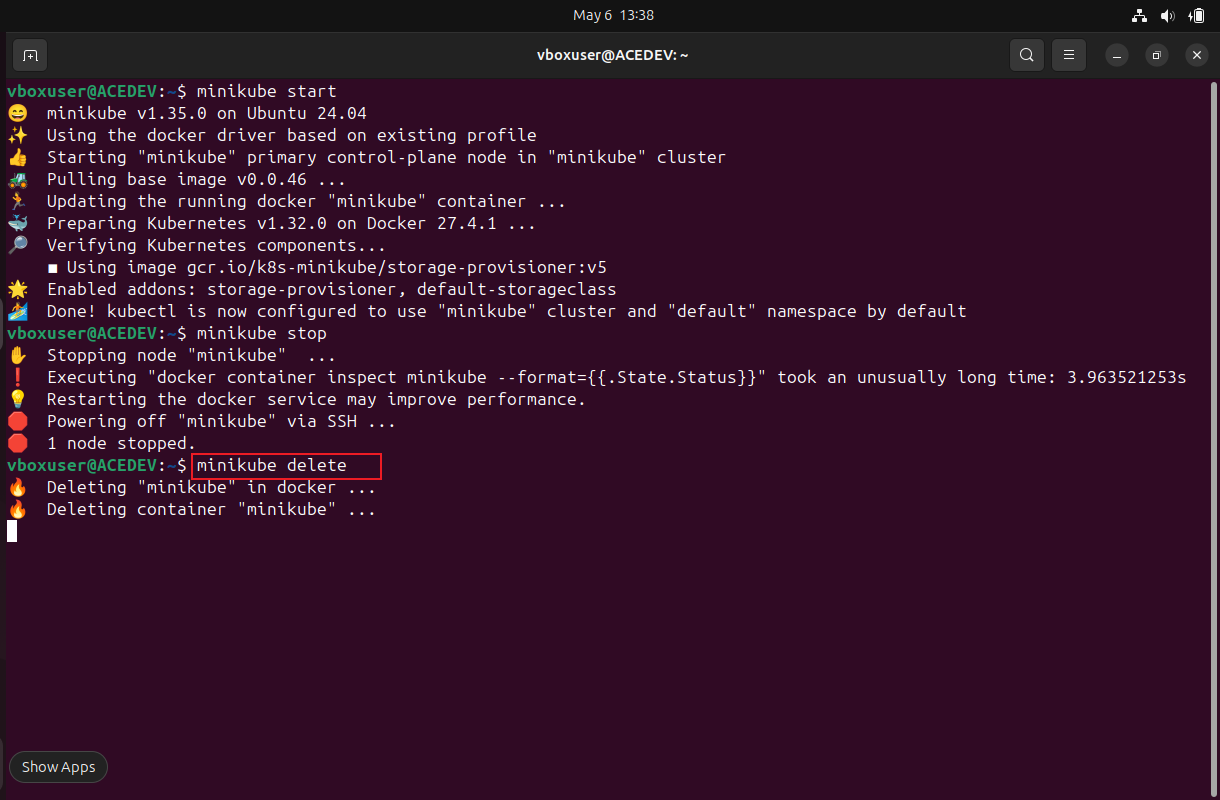 May 6 13:38
vboxuser@ACEDEV: ~
vboxuser@ACEDEV:~$ minikube start
😄  minikube v1.35.0 on Ubuntu 24.04
✨  Using the docker driver based on existing profile
👍  Starting "minikube" primary control-plane node in "minikube" cluster
🚜  Pulling base image v0.0.46 ...
🏃  Updating the running docker "minikube" container ...
🐳  Preparing Kubernetes v1.32.0 on Docker 27.4.1 ...
🔎  Verifying Kubernetes components...
    ▪ Using image gcr.io/k8s-minikube/storage-provisioner:v5
🌟  Enabled addons: storage-provisioner, default-storageclass
🏄  Done! kubectl is now configured to use "minikube" cluster and "default" namespace by default
vboxuser@ACEDEV:~$ minikube stop
✋  Stopping node "minikube"  ...
❗  Executing "docker container inspect minikube --format={{.State.Status}}" took an unusually long time: 3.963521253s
💡  Restarting the docker service may improve performance.
🛑  Powering off "minikube" via SSH ...
🛑  1 node stopped.
vboxuser@ACEDEV:~$ minikube delete
🔥  Deleting "minikube" in docker ...
🔥  Deleting container "minikube" ...
Show Apps